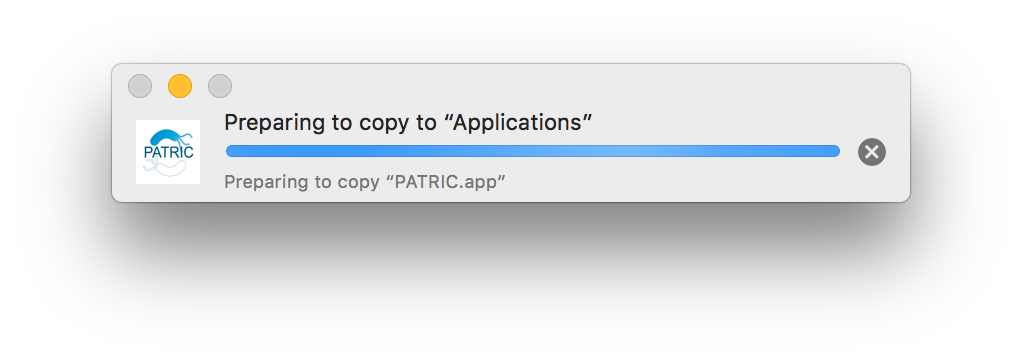 Preparing to copy to “Applications”
PATRIC
Preparing to copy “PATRIC.app”